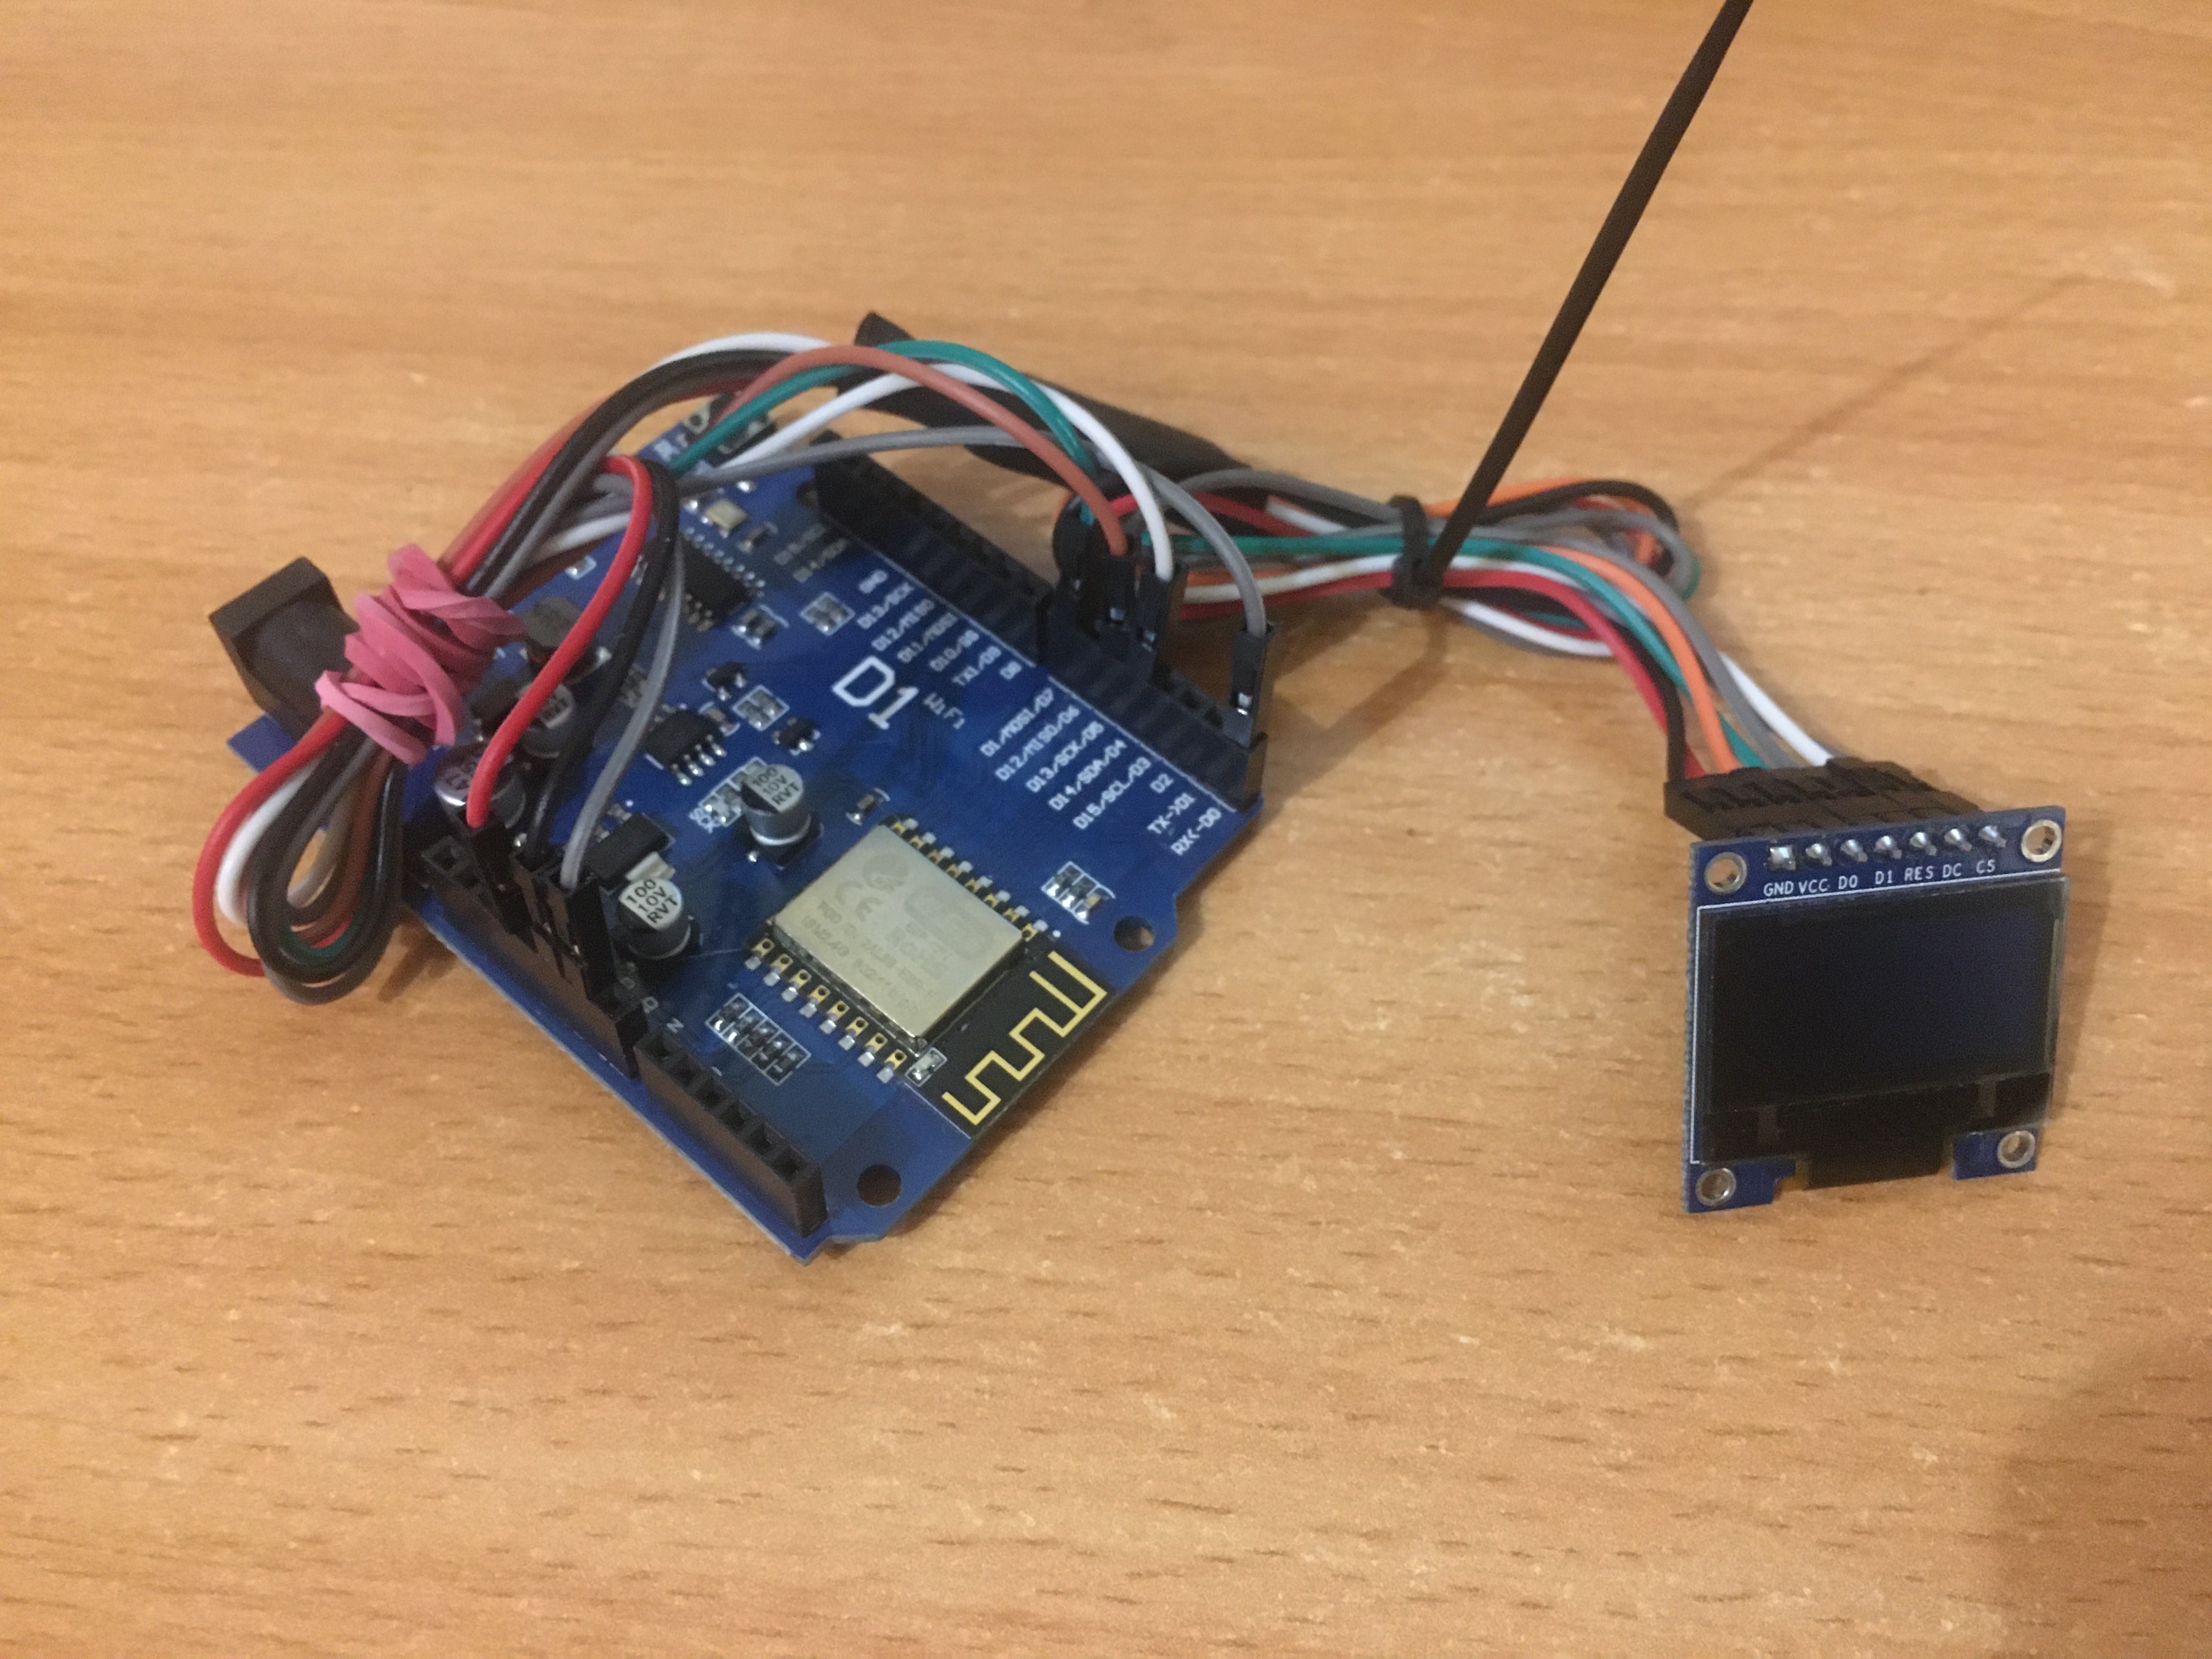 GND
D13/SCK
D12/MISO
D11/MOSI
D10/SS
TX1/D9
D8
D1
WiFi
D1/MOSI/D7
D12/MISO/D6
D13/SCK/D5
D14/SDA/D4
D15/SCL/D3
D2
TX->D1
RX<-D0
100
10V
RVT
100
10V
RVT
GND VCC D0 D1 RES DC CS